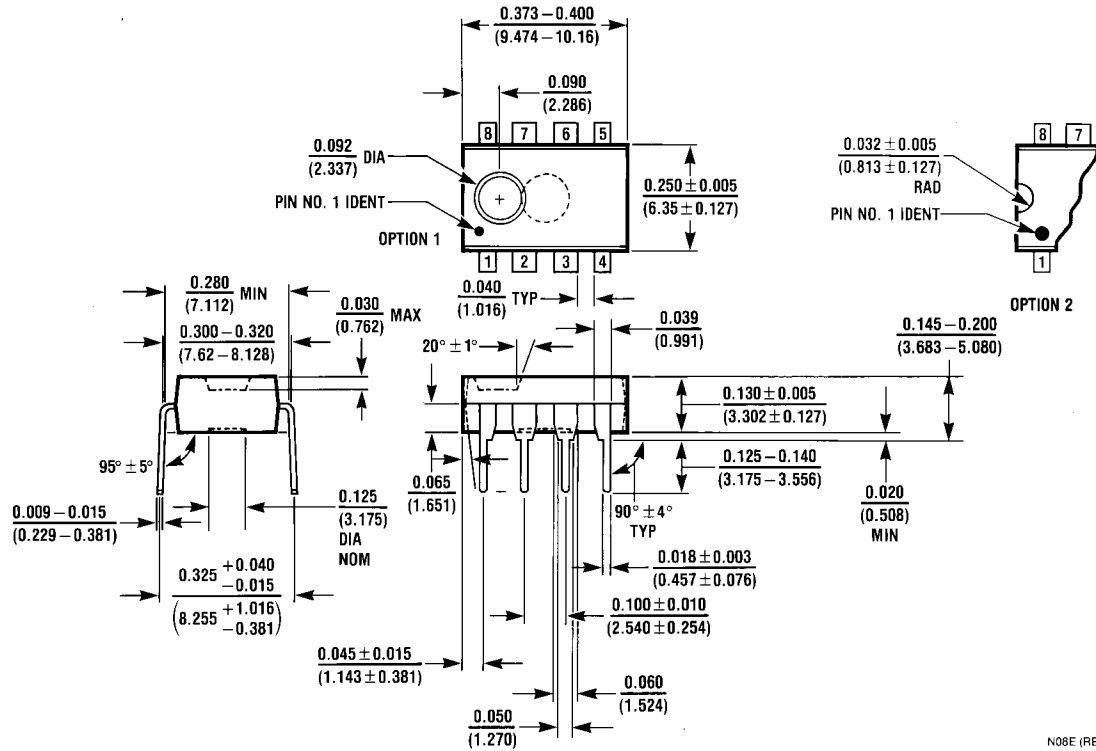 0.373–0.400
(9.474–10.16)
0.090
(2.286)
8 7 6 5
0.092 DIA
(2.337)
PIN NO. 1 IDENT
OPTION 1
0.250 ± 0.005
(6.35 ± 0.127)
1 2 3 4
0.032 ± 0.005
(0.813 ± 0.127)
RAD
PIN NO. 1 IDENT
8 7
1
OPTION 2
0.280 MIN
(7.112)
0.300–0.320
(7.62–8.128)
0.030 MAX
(0.762)
0.040 TYP
(1.016)
0.039
(0.991)
20° ± 1°
0.145–0.200
(3.683–5.080)
0.130 ± 0.005
(3.302 ± 0.127)
0.125–0.140
(3.175–3.556)
0.020
(0.508)
MIN
95° ± 5°
0.009–0.015
(0.229–0.381)
0.125
(3.175)
DIA
NOM
0.065
(1.651)
90° ± 4°
TYP
0.018 ± 0.003
(0.457 ± 0.076)
0.325 +0.040 −0.015
(8.255 +1.016 −0.381)
0.100 ± 0.010
(2.540 ± 0.254)
0.045 ± 0.015
(1.143 ± 0.381)
0.060
(1.524)
0.050
(1.270)
N08E (RE